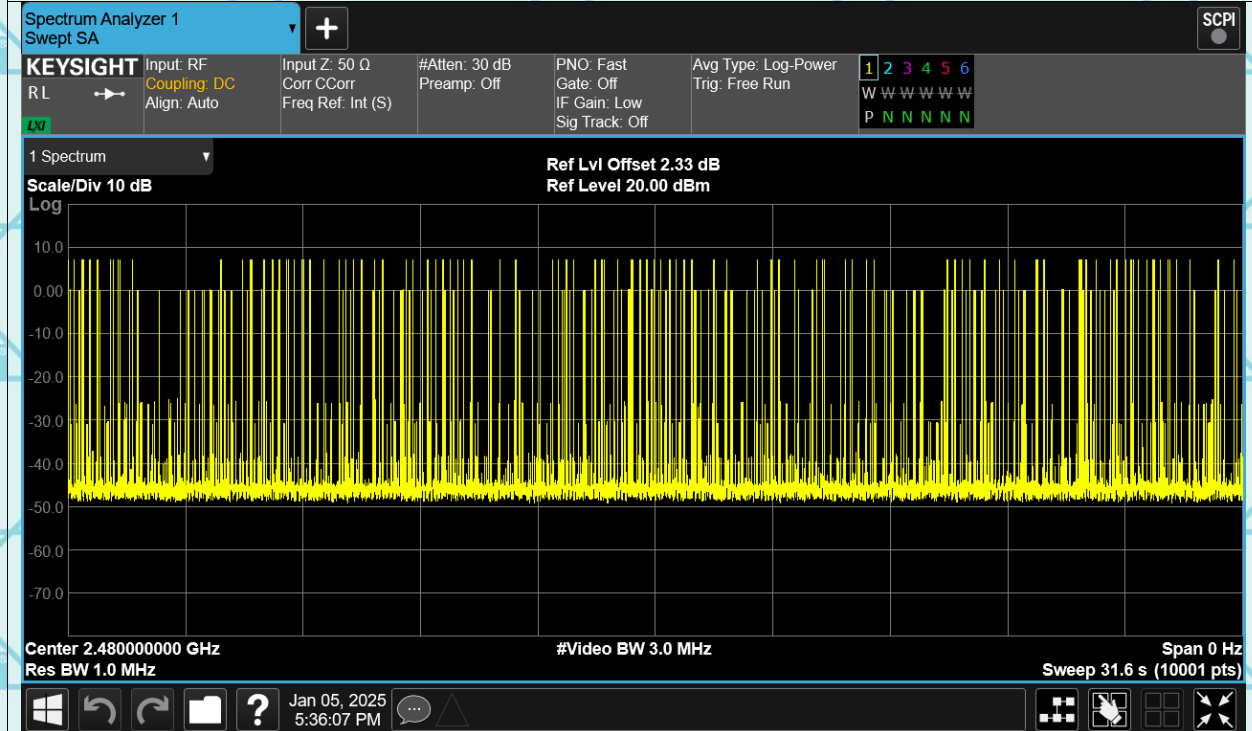 Spectrum Analyzer 1
Swept SA
SCPI
KEYSIGHT
RL
LXI
Input: RF
Coupling: DC
Align: Auto
Input Z: 50 Ω
Corr CCorr
Freq Ref: Int (S)
#Atten: 30 dB
Preamp: Off
PNO: Fast
Gate: Off
IF Gain: Low
Sig Track: Off
Avg Type: Log-Power
Trig: Free Run
1 2 3 4 5 6
W W W W W W
P N N N N N
1 Spectrum
Scale/Div 10 dB
Log
Ref Lvl Offset 2.33 dB
Ref Level 20.00 dBm
10.0
0.00
-10.0
-20.0
-30.0
-40.0
-50.0
-60.0
-70.0
Center 2.480000000 GHz
Res BW 1.0 MHz
#Video BW 3.0 MHz
Span 0 Hz
Sweep 31.6 s (10001 pts)
?
Jan 05, 2025
5:36:07 PM